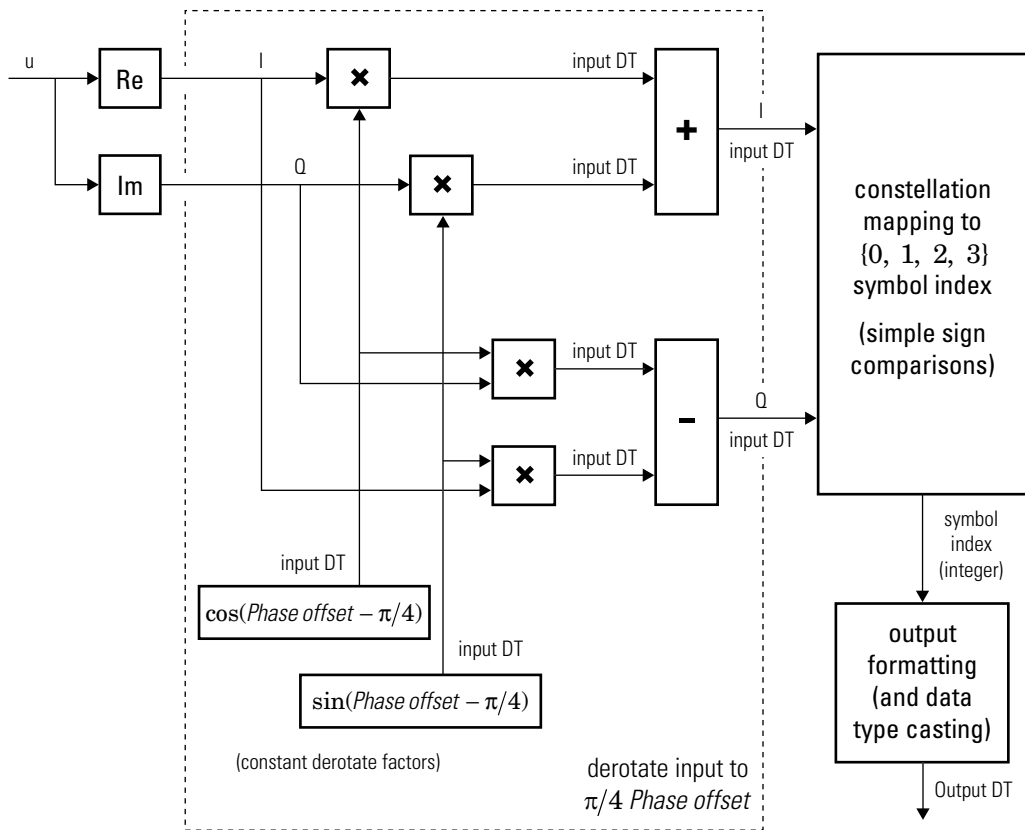 u
Re
I
×
input DT
+
I
input DT
Im
Q
×
input DT
constellation
mapping to
{0, 1, 2, 3}
symbol index
(simple sign
comparisons)
×
input DT
−
Q
input DT
×
input DT
symbol
index
(integer)
input DT
cos(Phase offset − π/4)
input DT
sin(Phase offset − π/4)
output
formatting
(and data
type casting)
(constant derotate factors)
derotate input to
π/4 Phase offset
Output DT